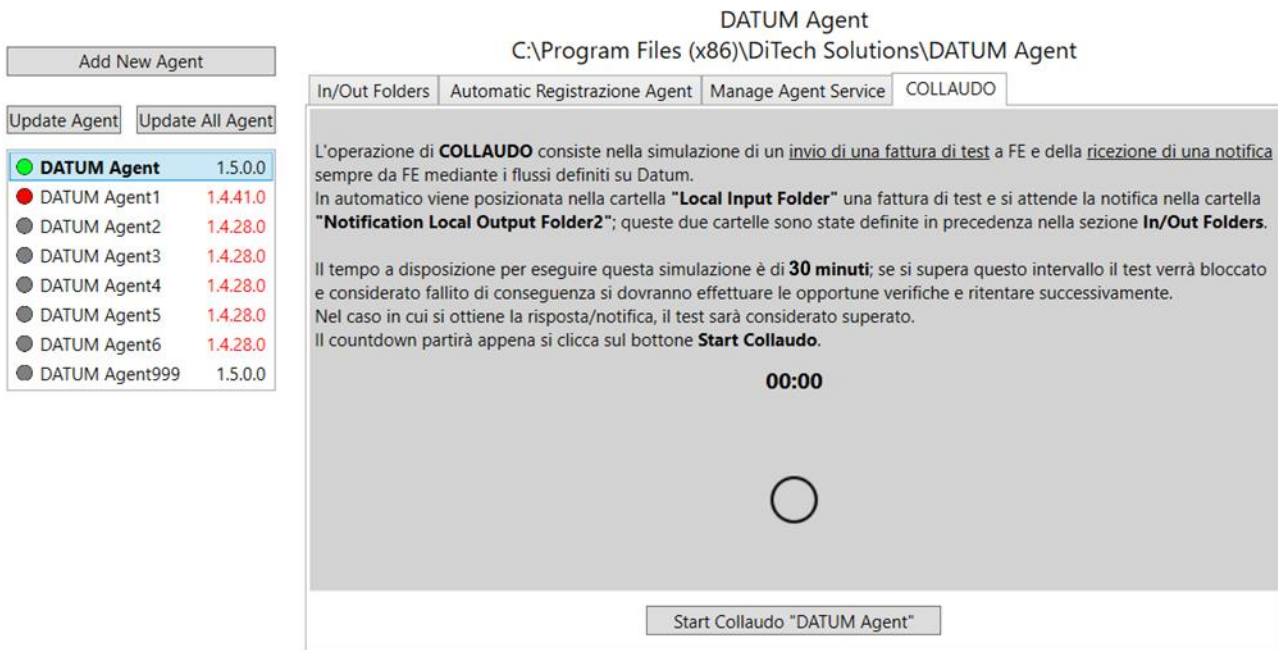 DATUM Agent
C:\Program Files (x86)\DiTech Solutions\DATUM Agent
Add New Agent
Update Agent
Update All Agent
DATUM Agent 1.5.0.0
DATUM Agent1 1.4.41.0
DATUM Agent2 1.4.28.0
DATUM Agent3 1.4.28.0
DATUM Agent4 1.4.28.0
DATUM Agent5 1.4.28.0
DATUM Agent6 1.4.28.0
DATUM Agent999 1.5.0.0
In/Out Folders
Automatic Registrazione Agent
Manage Agent Service
COLLAUDO
L'operazione di COLLAUDO consiste nella simulazione di un invio di una fattura di test a FE e della ricezione di una notifica
sempre da FE mediante i flussi definiti su Datum.
In automatico viene posizionata nella cartella "Local Input Folder" una fattura di test e si attende la notifica nella cartella
"Notification Local Output Folder2"; queste due cartelle sono state definite in precedenza nella sezione In/Out Folders.
Il tempo a disposizione per eseguire questa simulazione è di 30 minuti; se si supera questo intervallo il test verrà bloccato
e considerato fallito di conseguenza si dovranno effettuare le opportune verifiche e ritentare successivamente.
Nel caso in cui si ottiene la risposta/notifica, il test sarà considerato superato.
Il countdown partirà appena si clicca sul bottone Start Collaudo.
00:00
Start Collaudo "DATUM Agent"